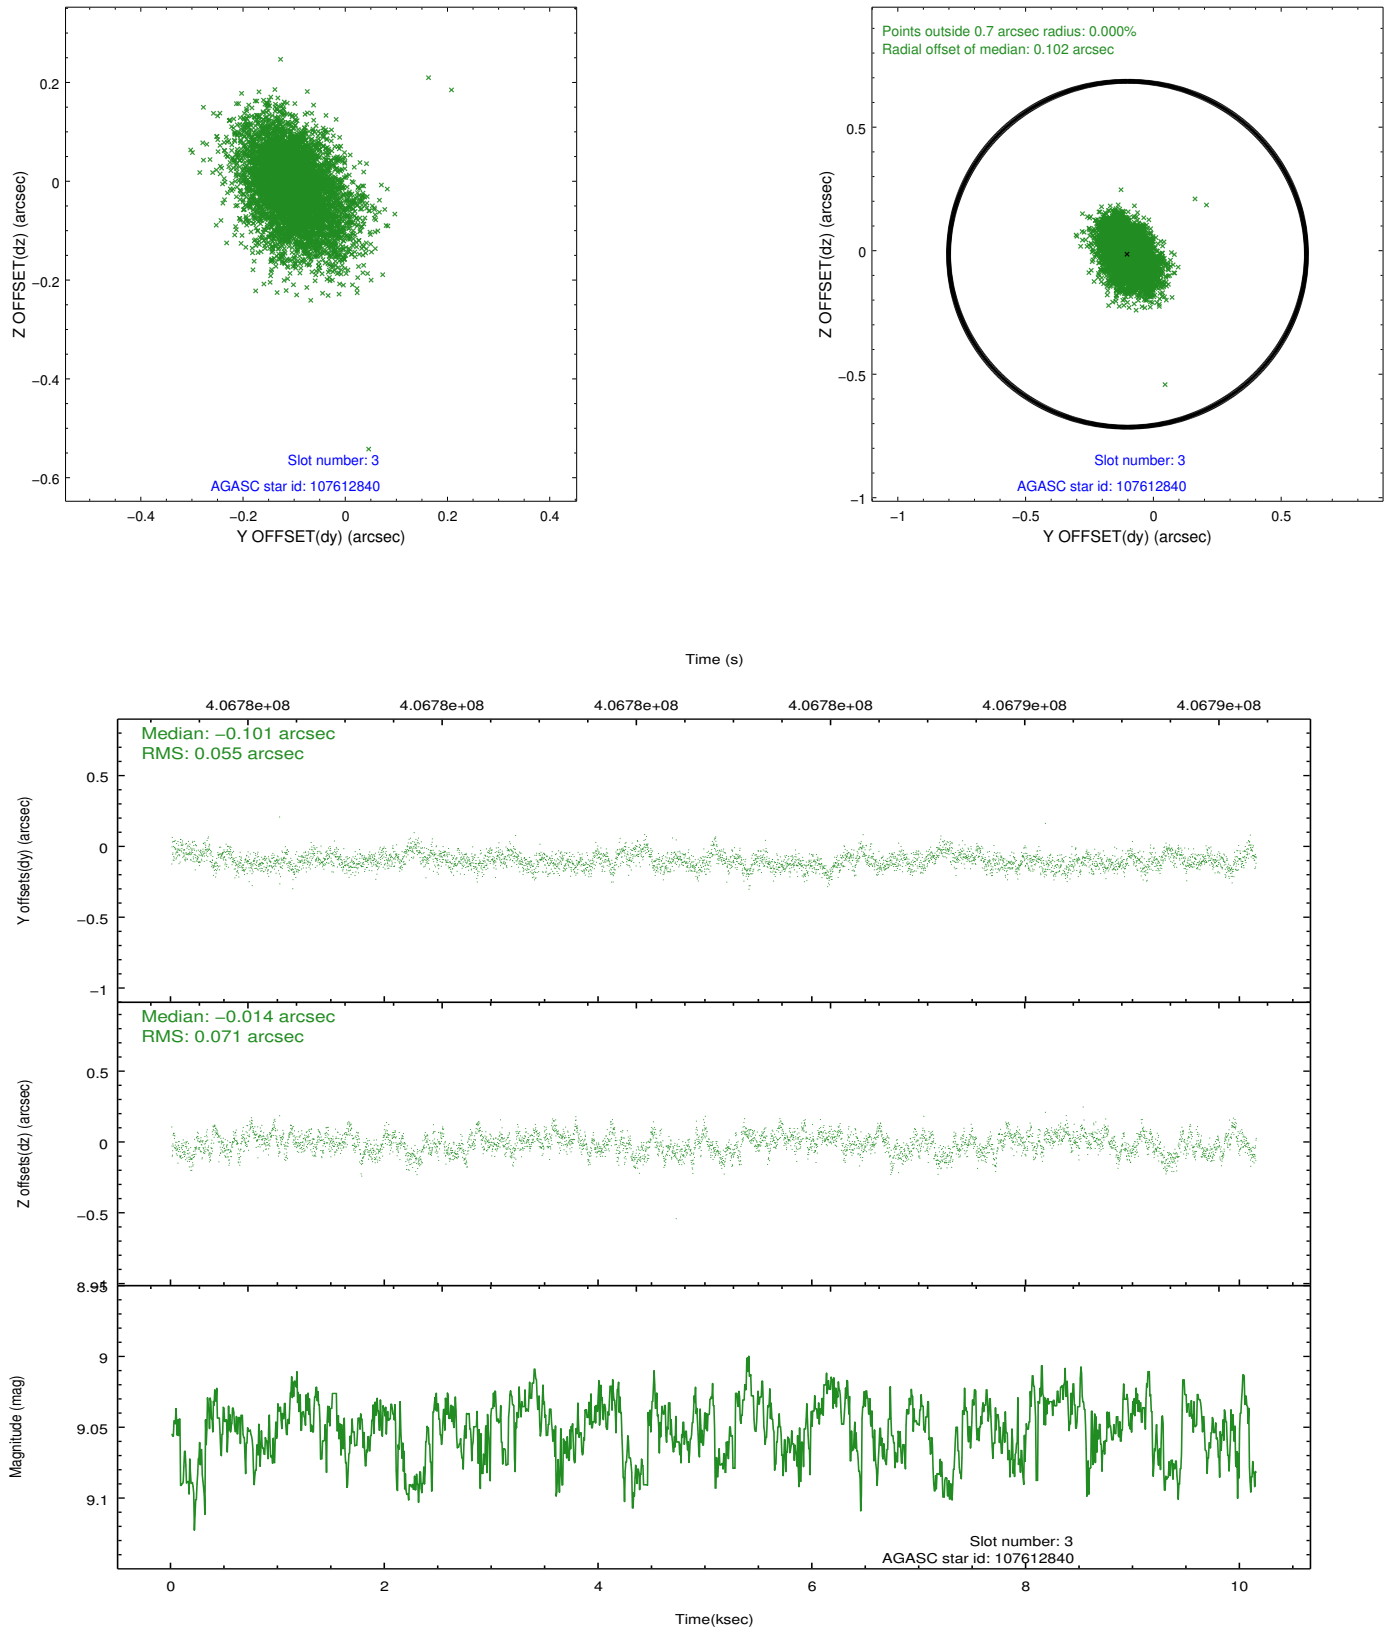 0.2
0
−0.2
−0.4
−0.6
Z OFFSET(dz) (arcsec)
Slot number: 3
AGASC star id: 107612840
−0.4
−0.2
0
0.2
0.4
Y OFFSET(dy) (arcsec)
Points outside 0.7 arcsec radius: 0.000%
Radial offset of median: 0.102 arcsec
0.5
0
−0.5
−1
Z OFFSET(dz) (arcsec)
Slot number: 3
AGASC star id: 107612840
−1
−0.5
0
0.5
Y OFFSET(dy) (arcsec)
Time (s)
4.0678e+08
4.0678e+08
4.0678e+08
4.0678e+08
4.0679e+08
4.0679e+08
Median: −0.101 arcsec
RMS: 0.055 arcsec
0.5
0
−0.5
−1
Y offsets(dy) (arcsec)
Median: −0.014 arcsec
RMS: 0.071 arcsec
0.5
0
−0.5
Z offsets(dz) (arcsec)
8.95
9
9.05
9.1
Magnitude (mag)
Slot number: 3
AGASC star id: 107612840
0
2
4
6
8
10
Time(ksec)